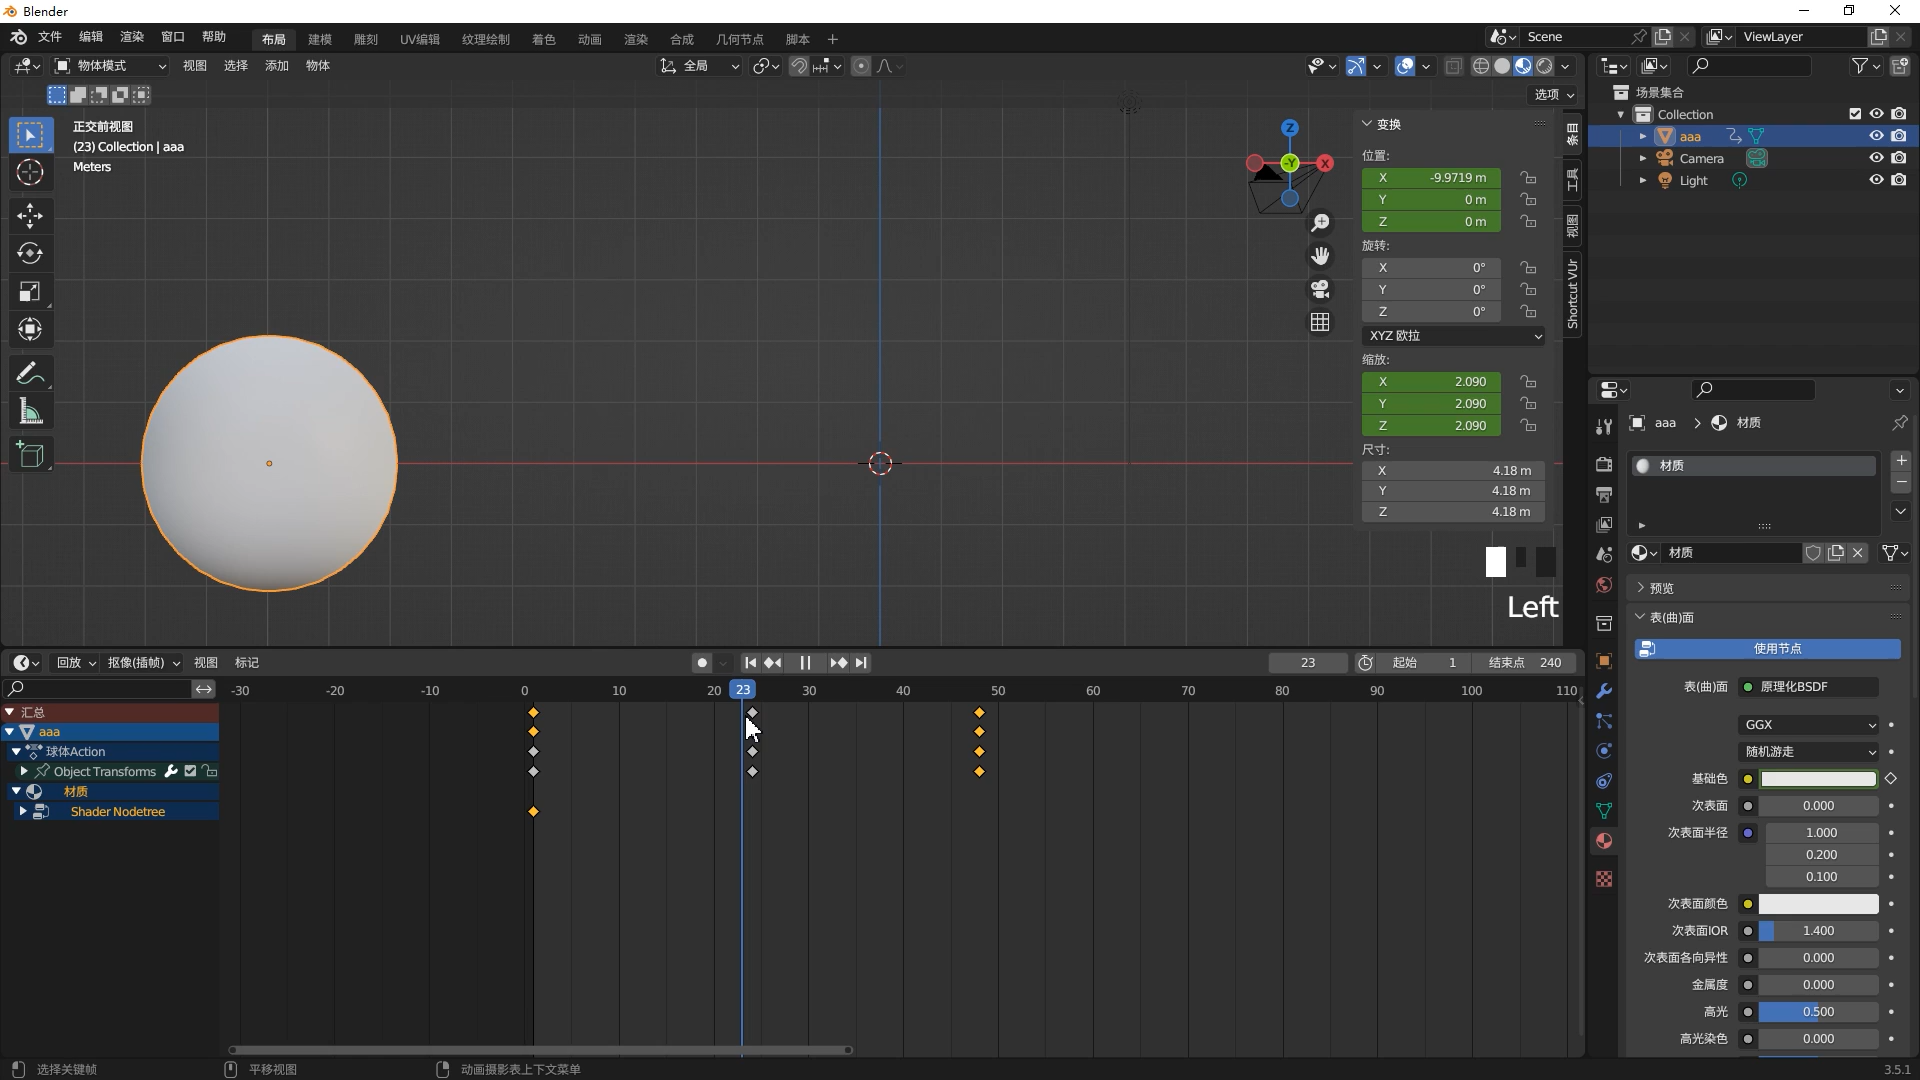 Blender
文件 编辑 渲染 窗口 帮助 布局 建模 雕刻 UV编辑 纹理绘制 着色 动画 渲染 合成 几何节点 脚本 + Scene ViewLayer
物体模式 视图 选择 添加 物体 全局
选项
正交前视图
(23) Collection | aaa
Meters
Z
X
-Y
变换
位置:
X -9.9719 m
Y 0 m
Z 0 m
旋转:
X 0°
Y 0°
Z 0°
XYZ 欧拉
缩放:
X 2.090
Y 2.090
Z 2.090
尺寸:
X 4.18 m
Y 4.18 m
Z 4.18 m
条目
工具
视图
Shortcut VUr
Left
场景集合
Collection
aaa
Camera
Light
aaa > 材质
材质
材质
预览
表(曲)面
使用节点
表(曲)面 原理化BSDF
GGX
随机游走
基础色
次表面 0.000
次表面半径 1.000
0.200
0.100
次表面颜色
次表面IOR 1.400
次表面各向异性 0.000
金属度 0.000
高光 0.500
高光染色 0.000
回放 抠像(插帧) 视图 标记 23 起始 1 结束点 240
-30 -20 -10 0 10 20 23 30 40 50 60 70 80 90 100 110
汇总
aaa
球体Action
Object Transforms
材质
Shader Nodetree
选择关键帧 平移视图 动画摄影表上下文菜单 3.5.1